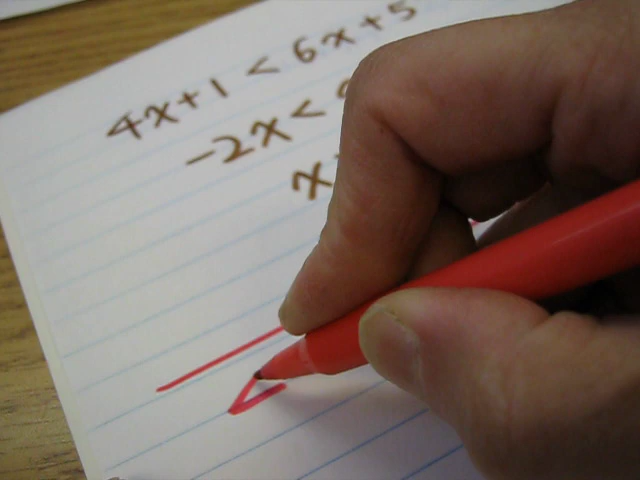 4x+1 < 6x+5
-2x <
x